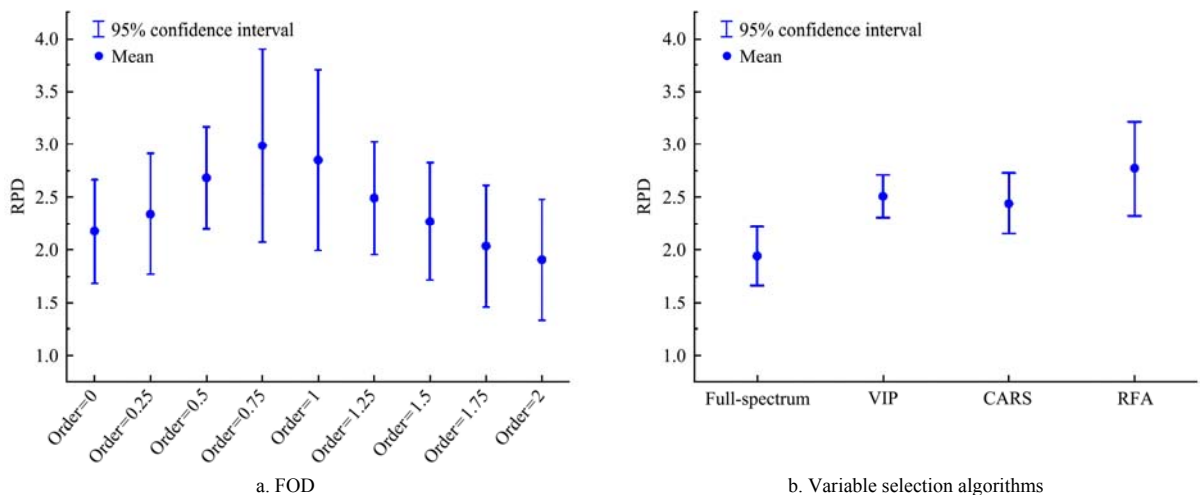 95% confidence interval
Mean
4.0
3.5
3.0
2.5
2.0
1.5
1.0
RPD
Order=0
Order=0.25
Order=0.5
Order=0.75
Order=1
Order=1.25
Order=1.5
Order=1.75
Order=2
a. FOD
95% confidence interval
Mean
4.0
3.5
3.0
2.5
2.0
1.5
1.0
RPD
Full-spectrum VIP CARS RFA
b. Variable selection algorithms